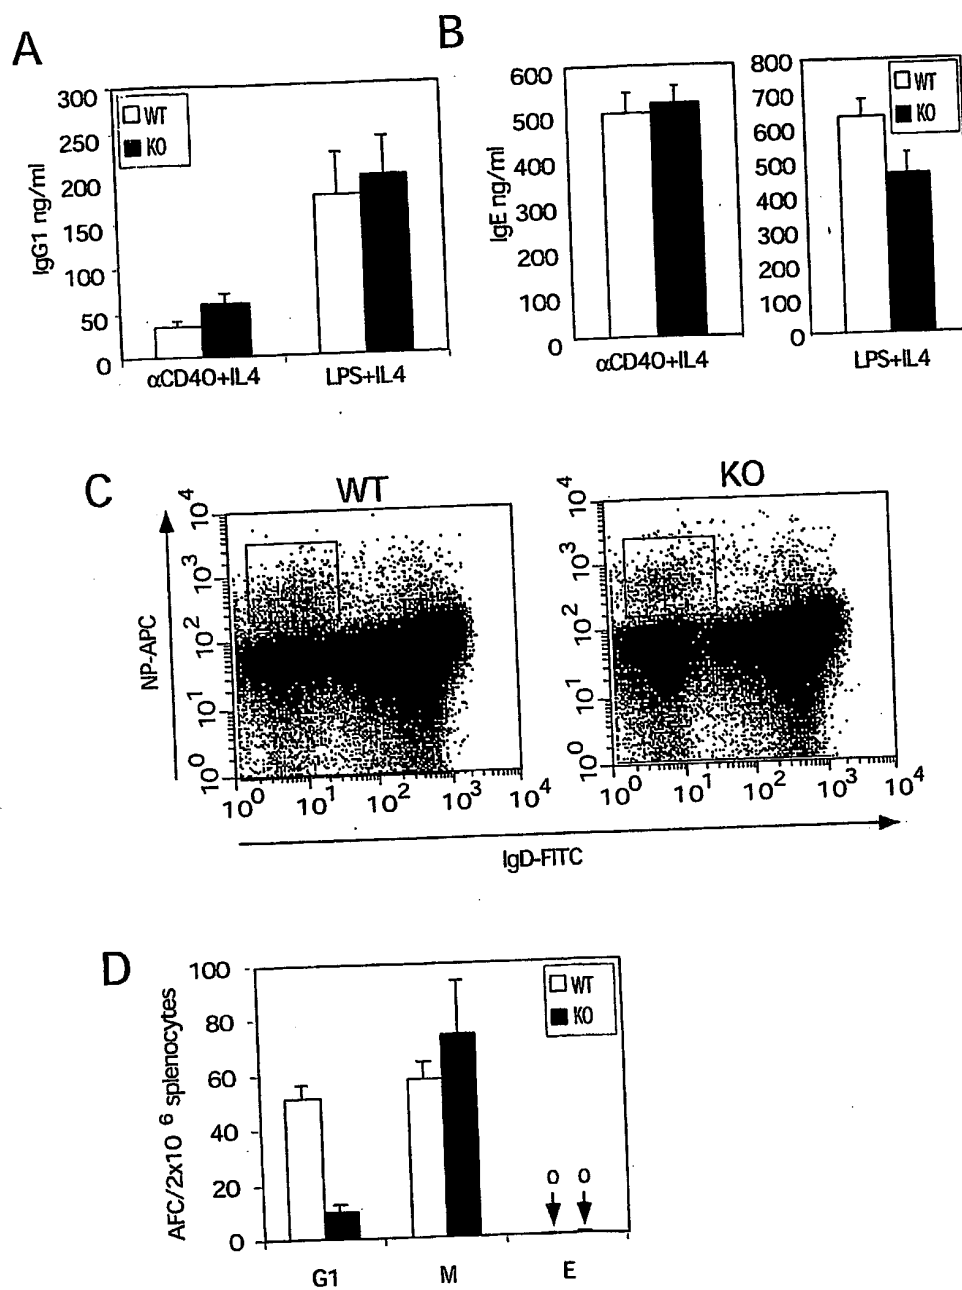 A
IgG1 ng/ml
300
250
200
150
100
50
0
WT
KO
αCD40+IL4
LPS+IL4
B
IgE ng/ml
600
500
400
300
200
100
0
αCD40+IL4
800
700
600
500
400
300
200
100
0
WT
KO
LPS+IL4
C
WT
KO
NP-APC
10^4
10^3
10^2
10^1
10^0
10^0 10^1 10^2 10^3 10^4
10^4
10^3
10^2
10^1
10^0
10^0 10^1 10^2 10^3 10^4
IgD-FITC
D
AFC/2x10^6 splenocytes
100
80
60
40
20
0
WT
KO
0 0
G1 M E